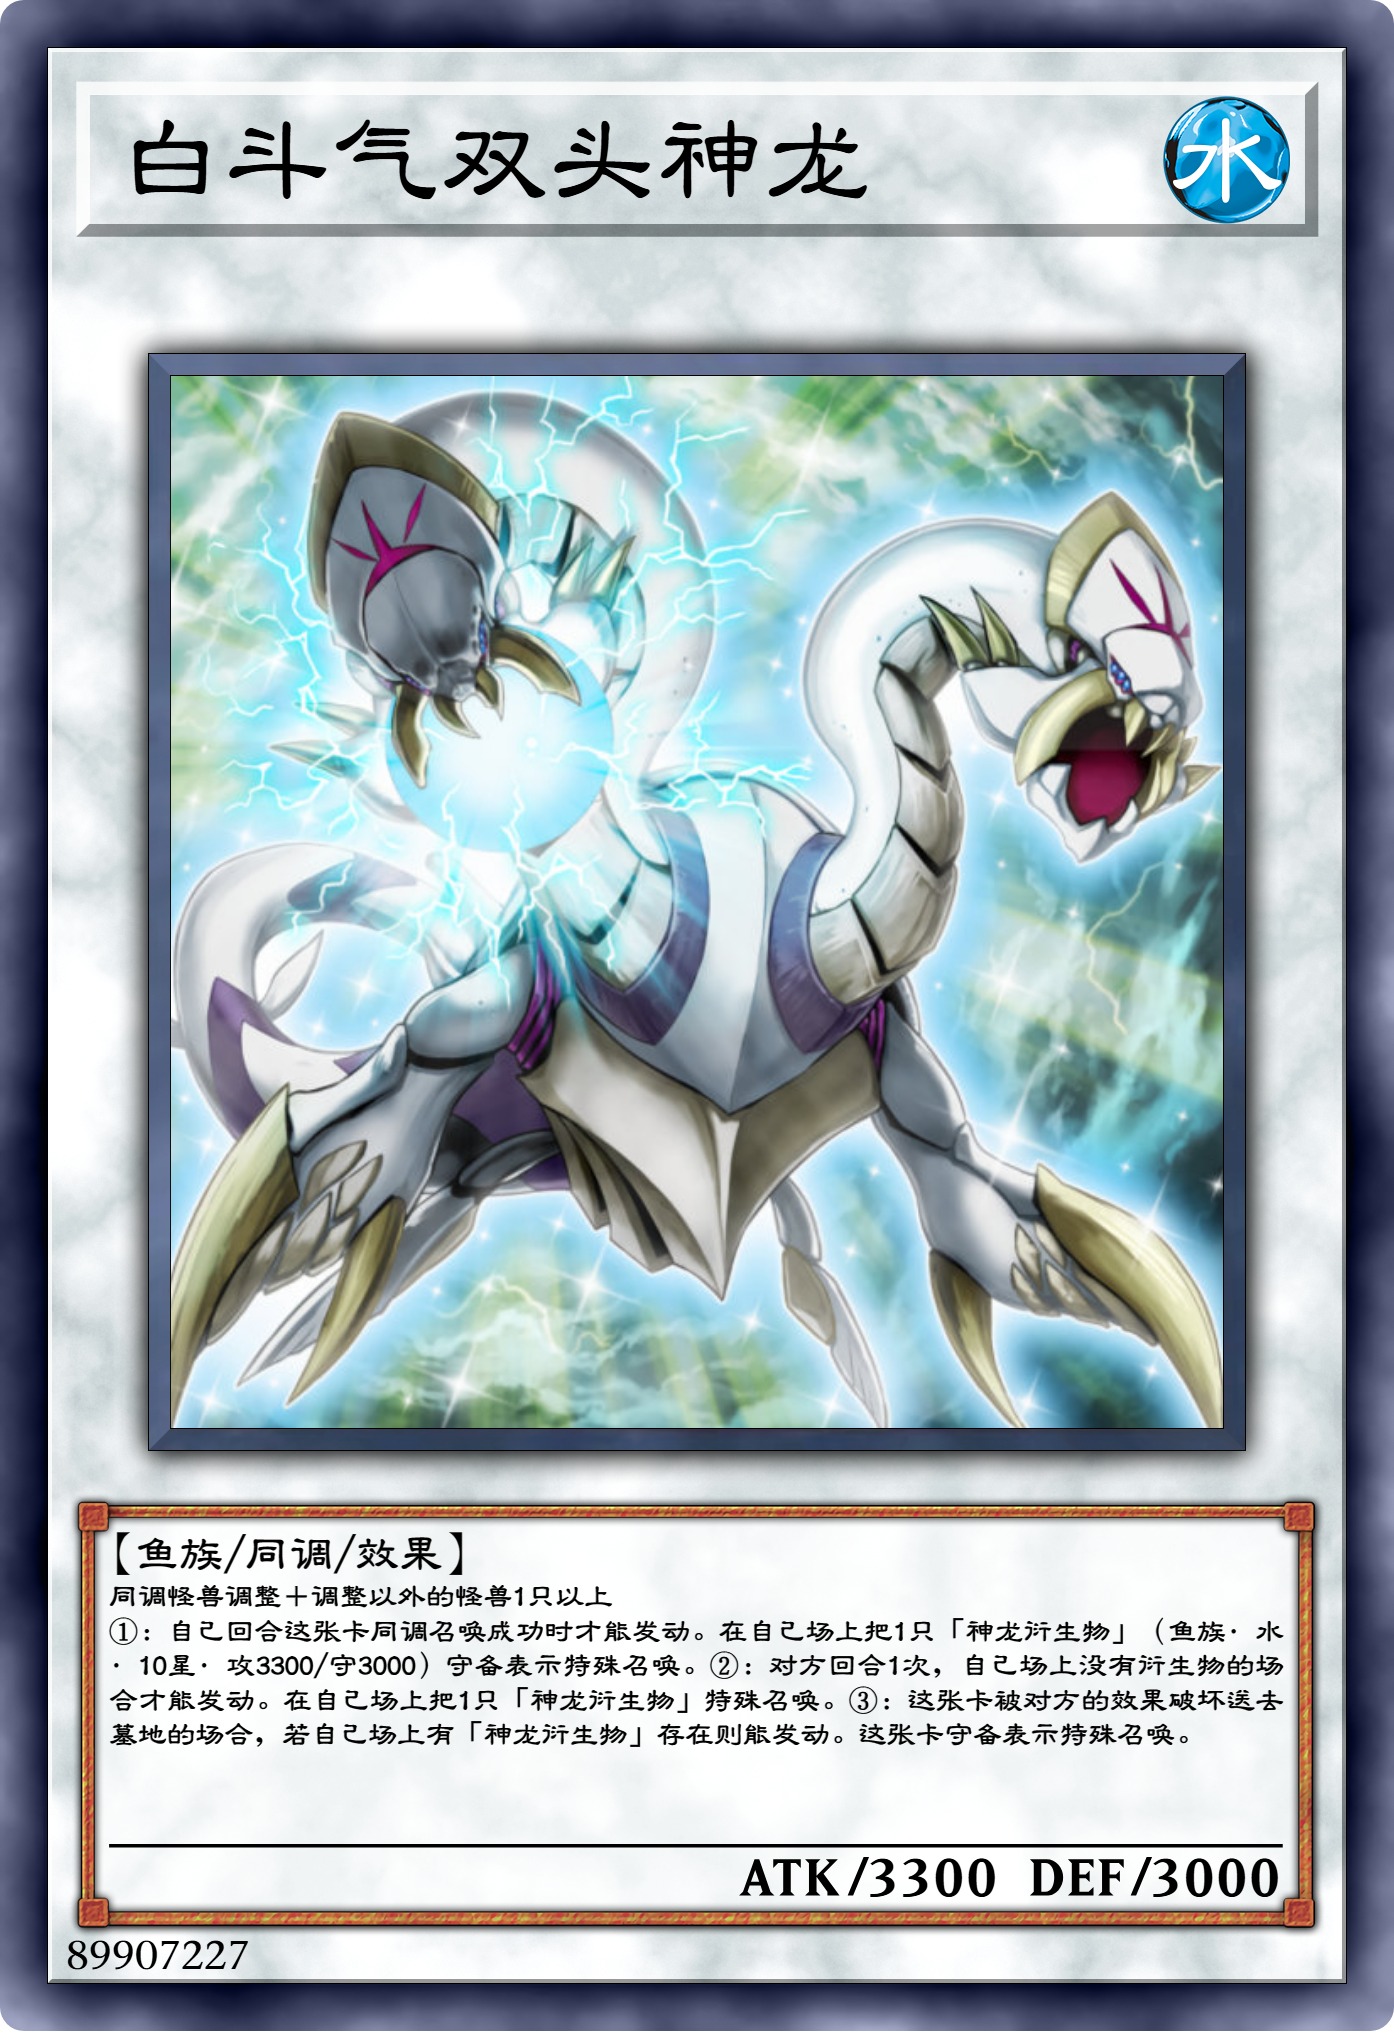 白斗气双头神龙
水
【鱼族/同调/效果】
同调怪兽调整＋调整以外的怪兽1只以上
①：自己回合这张卡同调召唤成功时才能发动。在自己场上把1只「神龙衍生物」（鱼族·水
·10星·攻3300/守3000）守备表示特殊召唤。②：对方回合1次，自己场上没有衍生物的场
合才能发动。在自己场上把1只「神龙衍生物」特殊召唤。③：这张卡被对方的效果破坏送去
墓地的场合，若自己场上有「神龙衍生物」存在则能发动。这张卡守备表示特殊召唤。
ATK/3300 DEF/3000
89907227